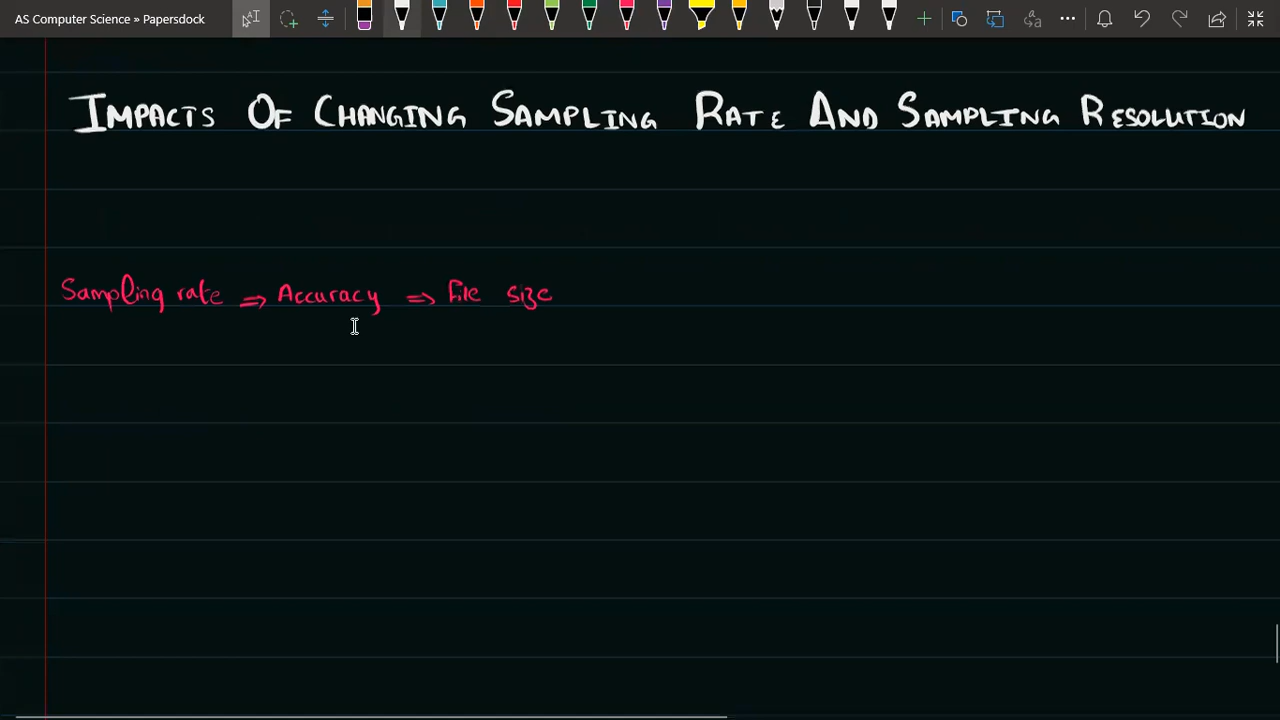 AS Computer Science » Papersdock
IMPACTS OF CHANGING SAMPLING RATE AND SAMPLING RESOLUTION
Sampling rate ⇒ Accuracy ⇒ File size